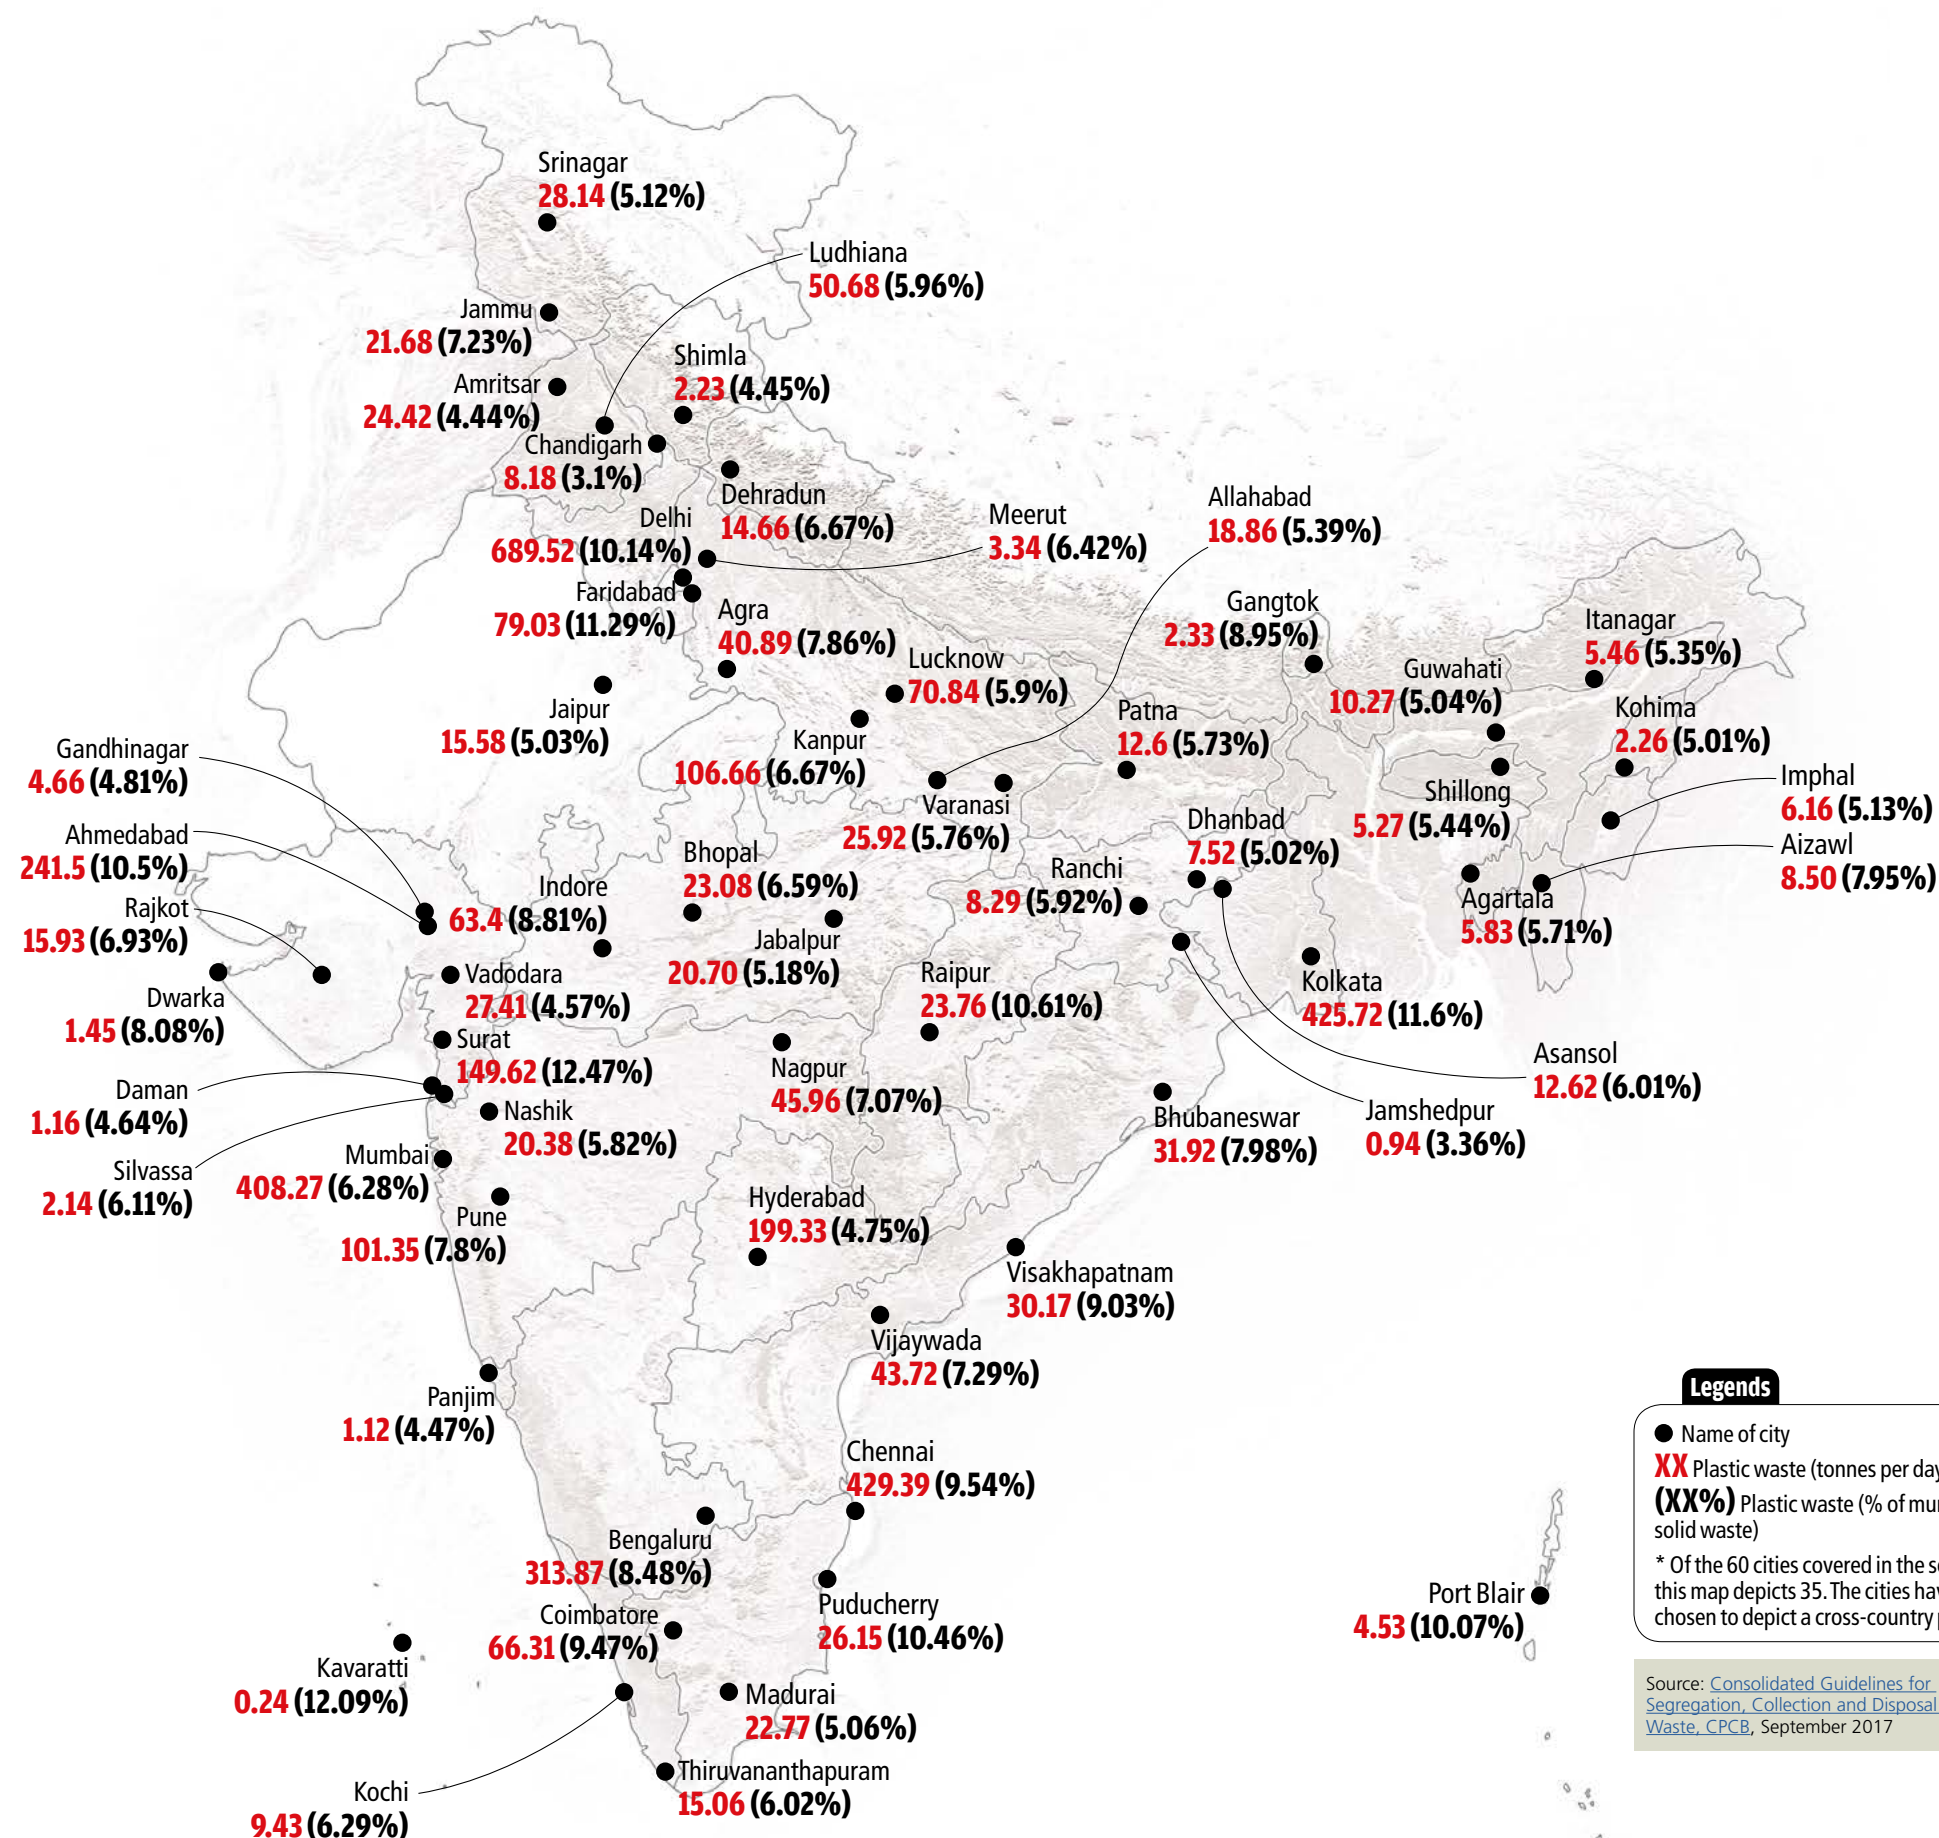 Srinagar
28.14 (5.12%)
Ludhiana
50.68 (5.96%)
Jammu
21.68 (7.23%)
Shimla
2.23 (4.45%)
Amritsar
24.42 (4.44%)
Chandigarh
8.18 (3.1%)
Dehradun
14.66 (6.67%)
Delhi
689.52 (10.14%)
Meerut
3.34 (6.42%)
Allahabad
18.86 (5.39%)
Faridabad
79.03 (11.29%)
Agra
40.89 (7.86%)
Lucknow
70.84 (5.9%)
Gangtok
2.33 (8.95%)
Itanagar
5.46 (5.35%)
Guwahati
10.27 (5.04%)
Kohima
2.26 (5.01%)
Jaipur
15.58 (5.03%)
Kanpur
106.66 (6.67%)
Patna
12.6 (5.73%)
Gandhinagar
4.66 (4.81%)
Varanasi
25.92 (5.76%)
Shillong
5.27 (5.44%)
Imphal
6.16 (5.13%)
Ahmedabad
241.5 (10.5%)
Dhanbad
7.52 (5.02%)
Aizawl
8.50 (7.95%)
Bhopal
23.08 (6.59%)
Ranchi
8.29 (5.92%)
Indore
63.4 (8.81%)
Rajkot
15.93 (6.93%)
Agartala
5.83 (5.71%)
Jabalpur
20.70 (5.18%)
Vadodara
27.41 (4.57%)
Raipur
23.76 (10.61%)
Kolkata
425.72 (11.6%)
Dwarka
1.45 (8.08%)
Surat
149.62 (12.47%)
Nagpur
45.96 (7.07%)
Asansol
12.62 (6.01%)
Daman
1.16 (4.64%)
Nashik
20.38 (5.82%)
Bhubaneswar
31.92 (7.98%)
Jamshedpur
0.94 (3.36%)
Silvassa
2.14 (6.11%)
Mumbai
408.27 (6.28%)
Pune
101.35 (7.8%)
Hyderabad
199.33 (4.75%)
Visakhapatnam
30.17 (9.03%)
Vijaywada
43.72 (7.29%)
Panjim
1.12 (4.47%)
Chennai
429.39 (9.54%)
Bengaluru
313.87 (8.48%)
Puducherry
26.15 (10.46%)
Coimbatore
66.31 (9.47%)
Port Blair
4.53 (10.07%)
Kavaratti
0.24 (12.09%)
Madurai
22.77 (5.06%)
Thiruvananthapuram
15.06 (6.02%)
Kochi
9.43 (6.29%)
Legends
Name of city
XX Plastic waste (tonnes per day
(XX%) Plastic waste (% of
solid waste)
* Of the 60 cities covered in the
this map depicts 35. The cities
chosen to depict a cross-country
Source: Consolidated Guidelines for
Segregation, Collection and Disposal
Waste, CPCB, September 2017